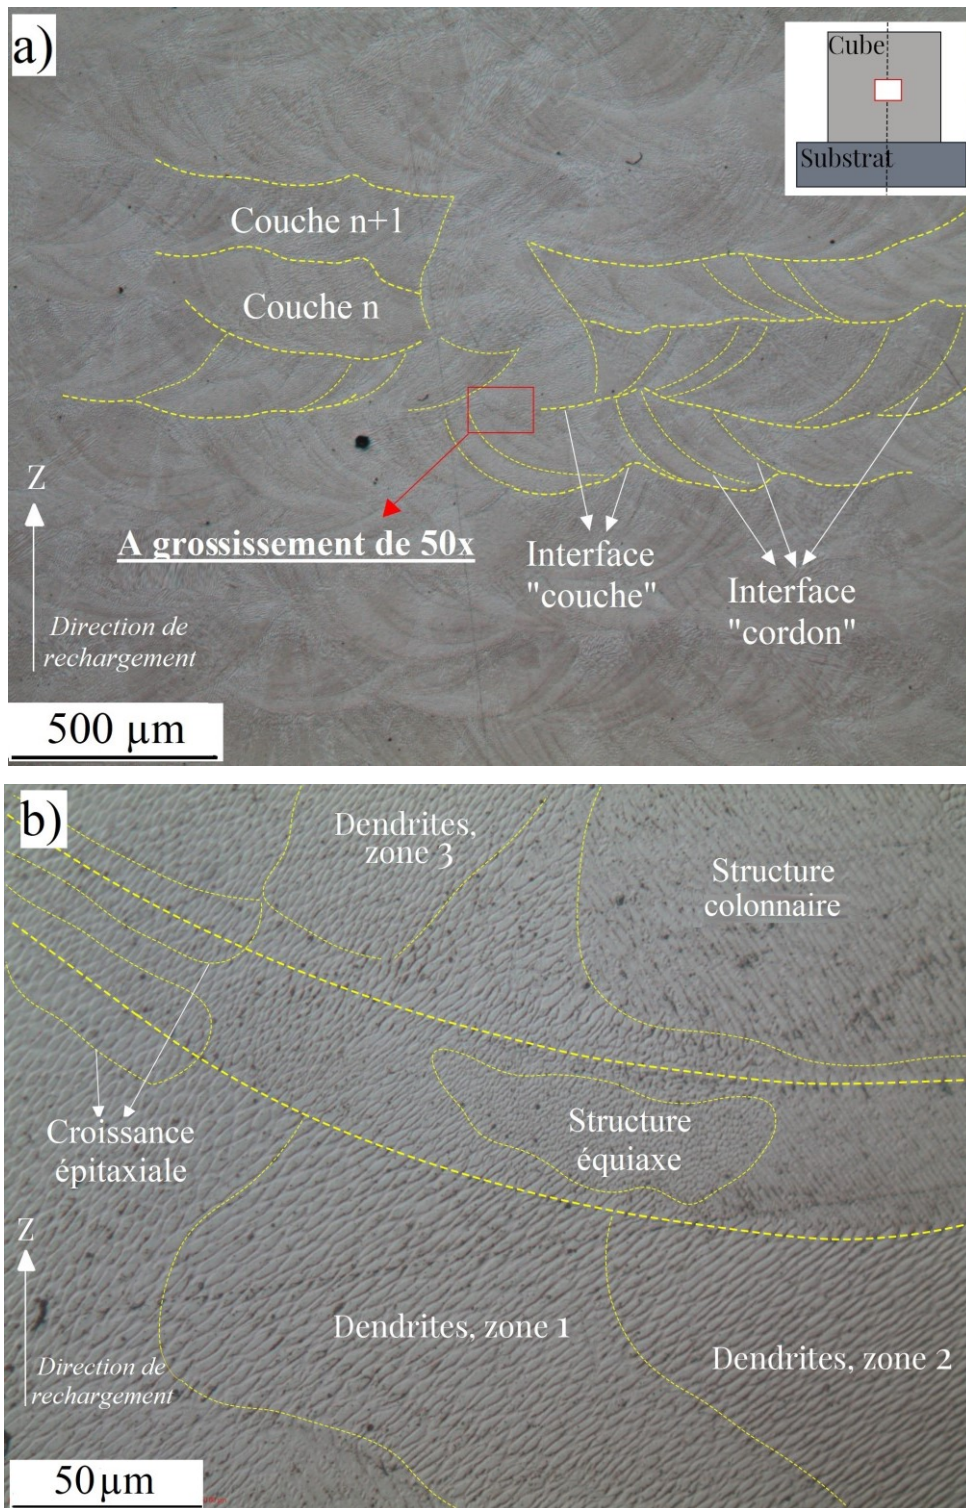 a)
Cube
Substrat
Couche n+1
Couche n
Z
A grossissement de 50x
Interface
"couche"
Interface
"cordon"
Direction de
rechargement
500 µm
b)
Dendrites,
zone 3
Structure
colonnaire
Croissance
épitaxiale
Structure
équiaxe
Z
Dendrites, zone 1
Dendrites, zone 2
Direction de
rechargement
50 µm